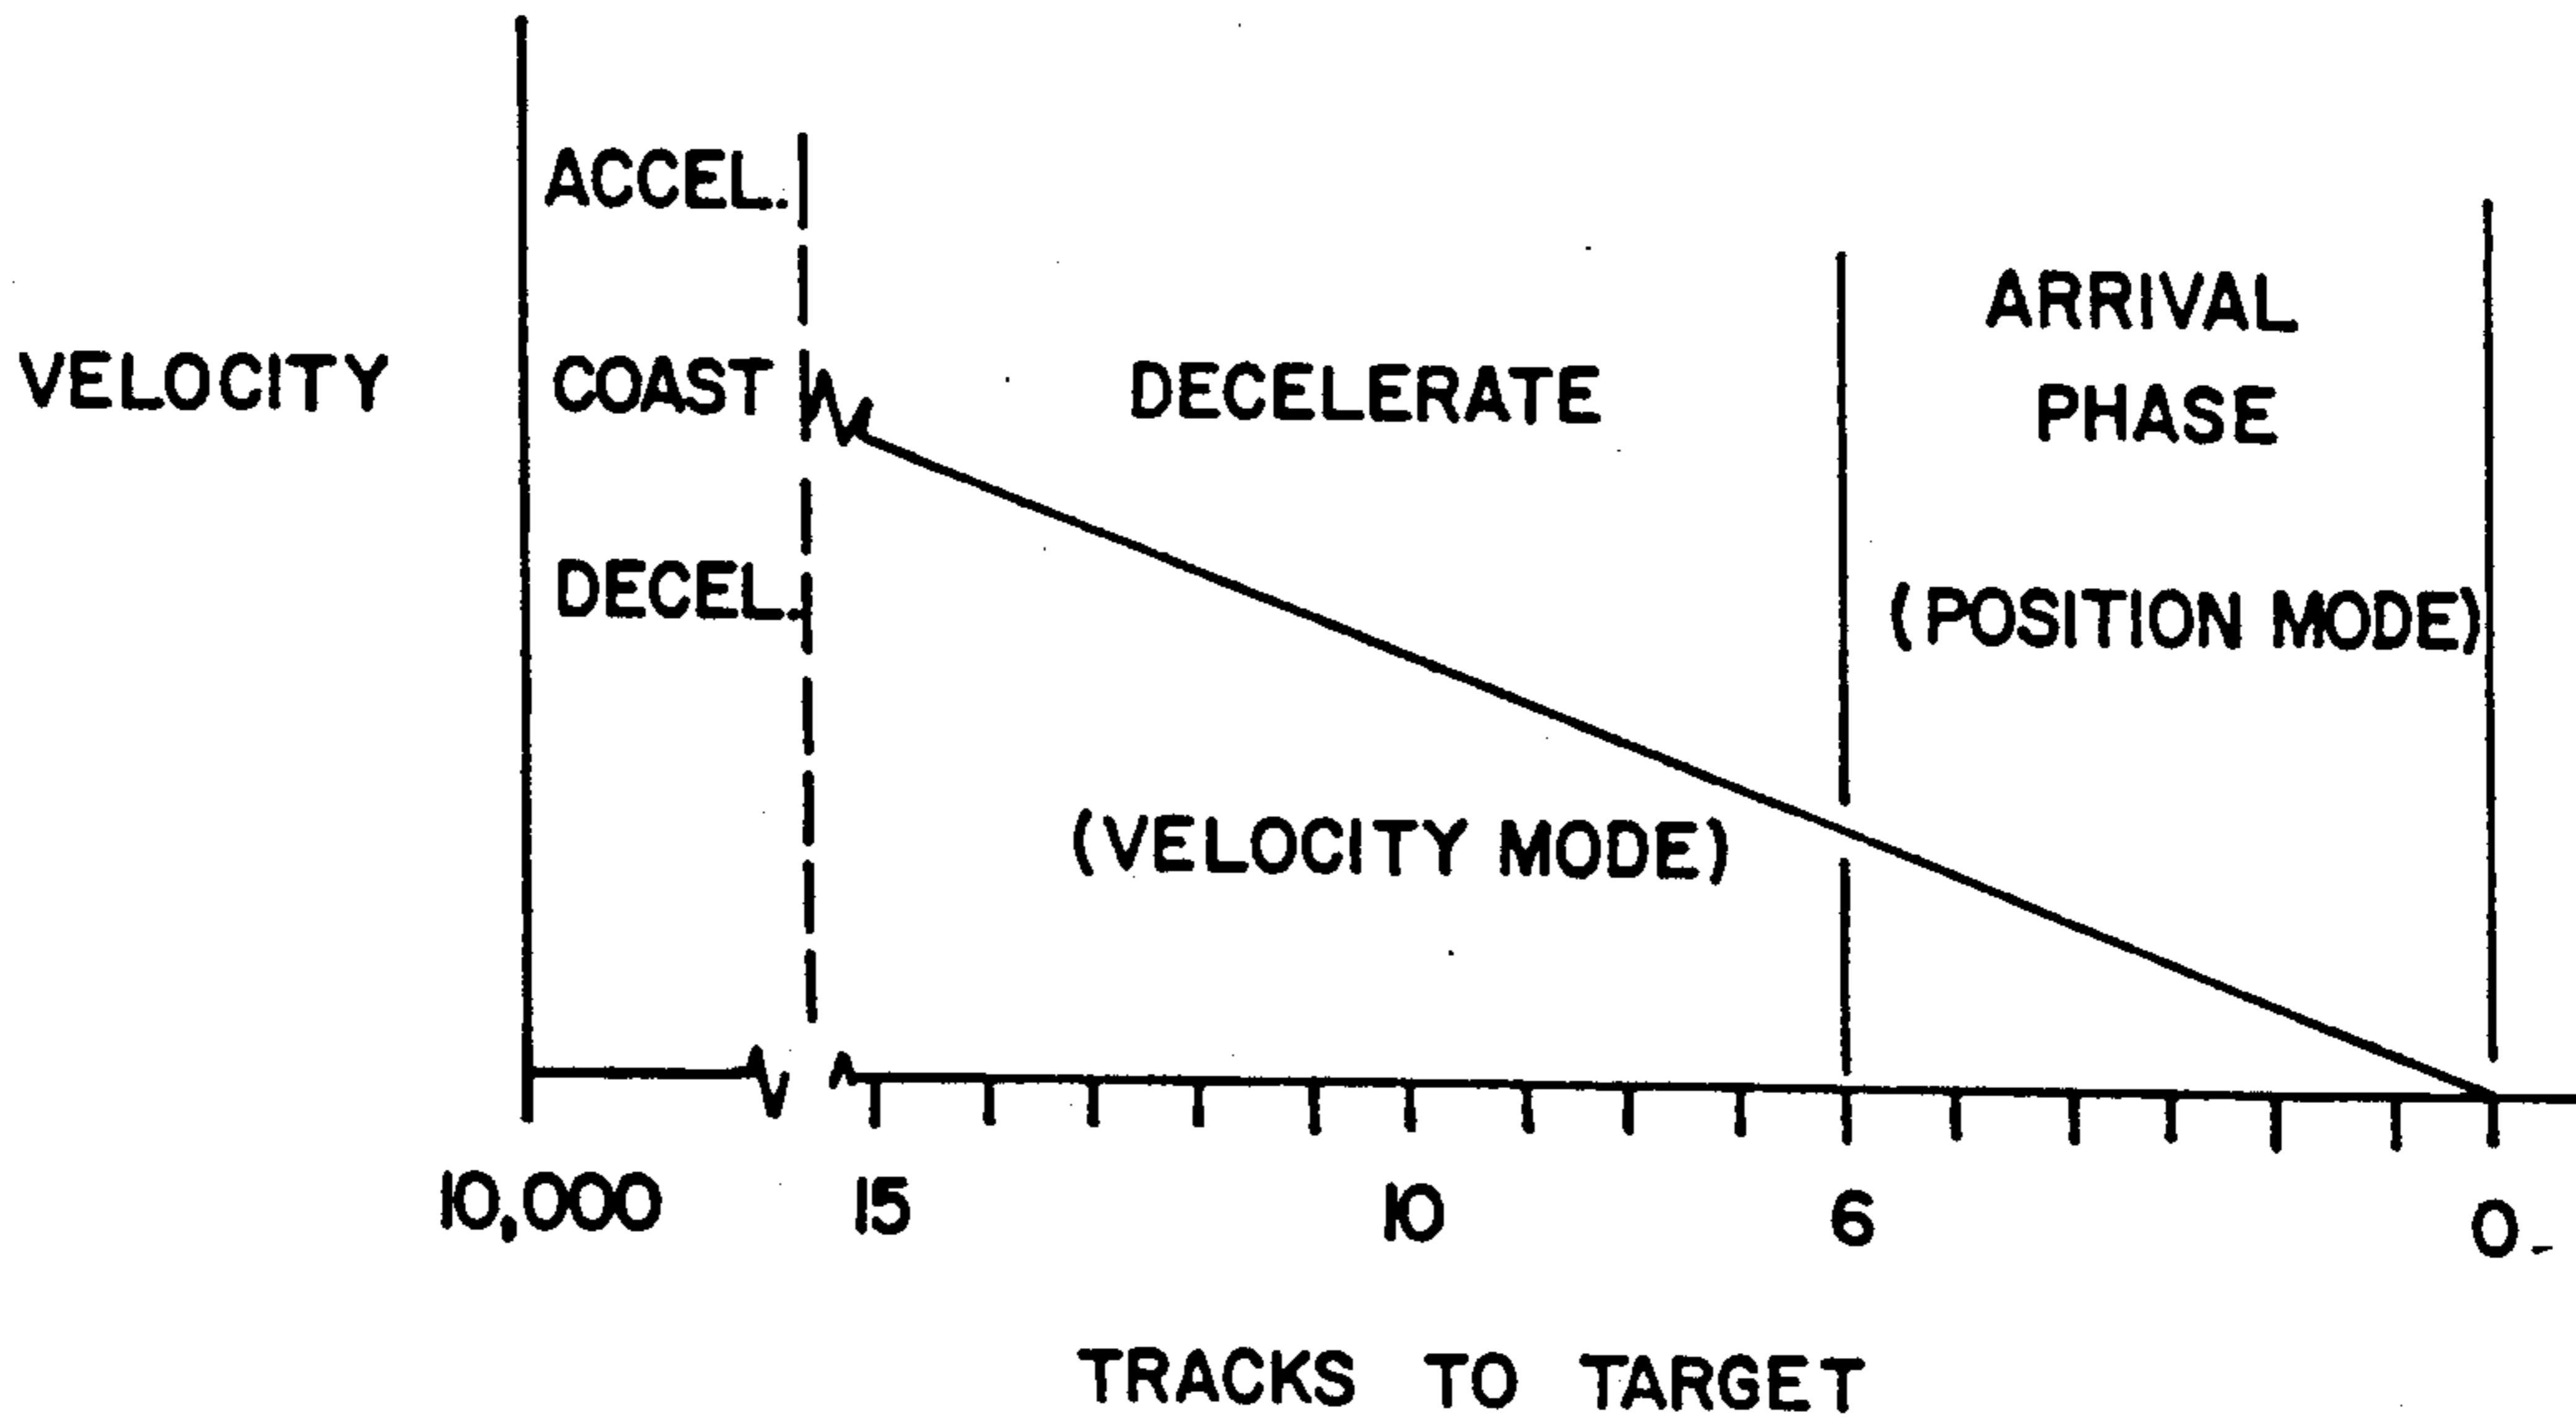 ACCEL.
VELOCITY
COAST
DECEL.
DECELERATE
(VELOCITY MODE)
ARRIVAL
PHASE
(POSITION MODE)
10,000
15
10
6
0
TRACKS TO TARGET